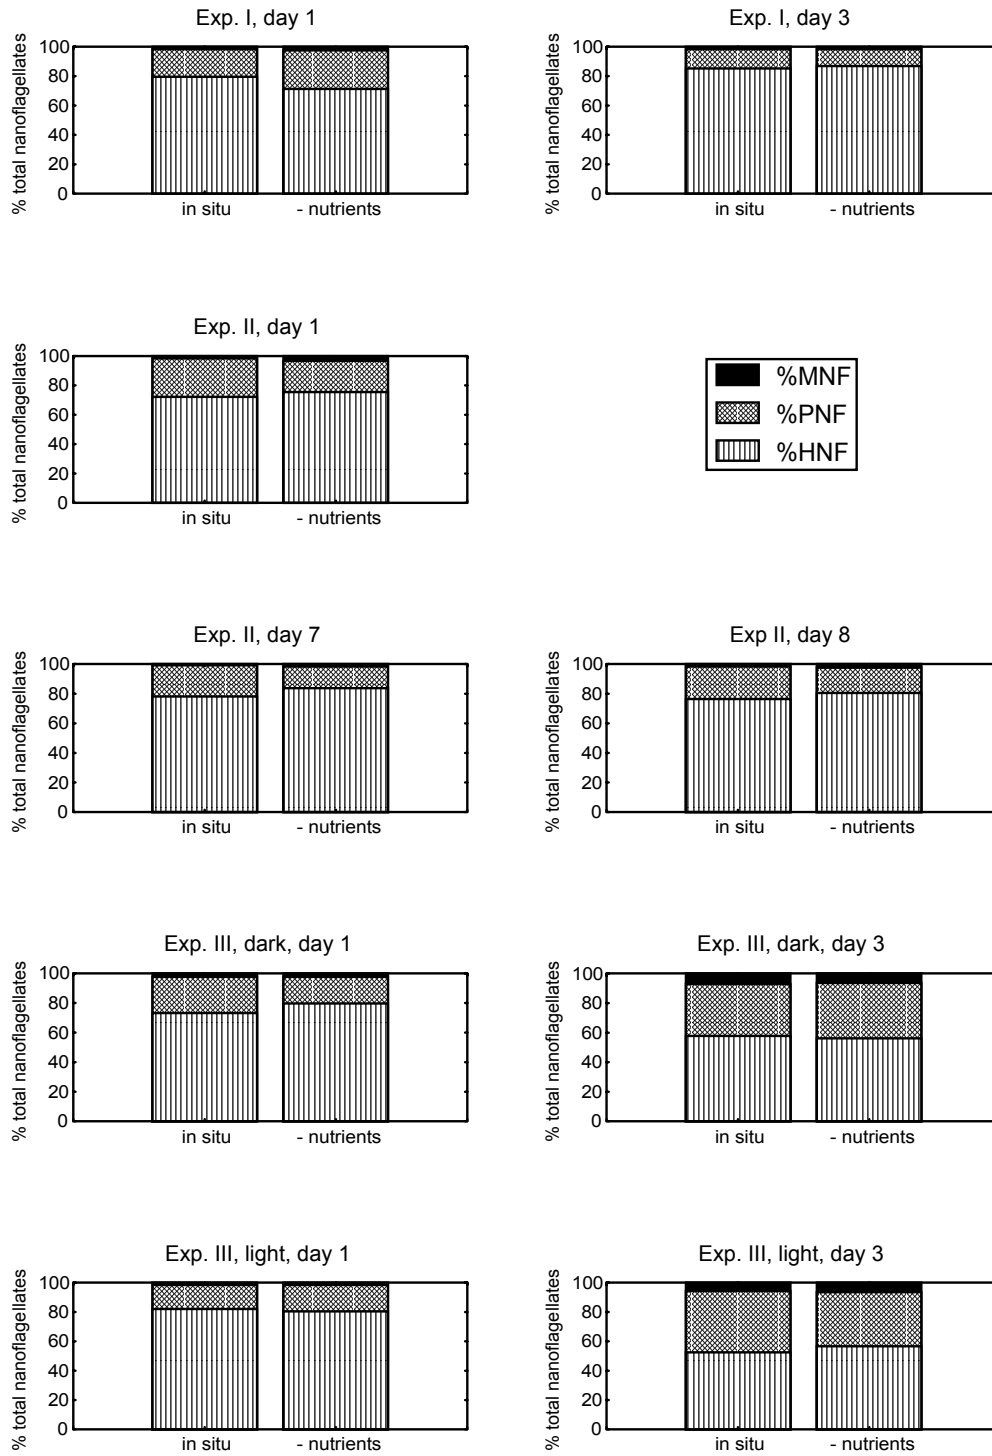 Exp. I, day 1
% total nanoflagellates
100
80
60
40
20
0
in situ - nutrients
Exp. I, day 3
% total nanoflagellates
100
80
60
40
20
0
in situ - nutrients
Exp. II, day 1
% total nanoflagellates
100
80
60
40
20
0
in situ - nutrients
%MNF
%PNF
%HNF
Exp. II, day 7
% total nanoflagellates
100
80
60
40
20
0
in situ - nutrients
Exp II, day 8
% total nanoflagellates
100
80
60
40
20
0
in situ - nutrients
Exp. III, dark, day 1
% total nanoflagellates
100
80
60
40
20
0
in situ - nutrients
Exp. III, dark, day 3
% total nanoflagellates
100
80
60
40
20
0
in situ - nutrients
Exp. III, light, day 1
% total nanoflagellates
100
80
60
40
20
0
in situ - nutrients
Exp. III, light, day 3
% total nanoflagellates
100
80
60
40
20
0
in situ - nutrients